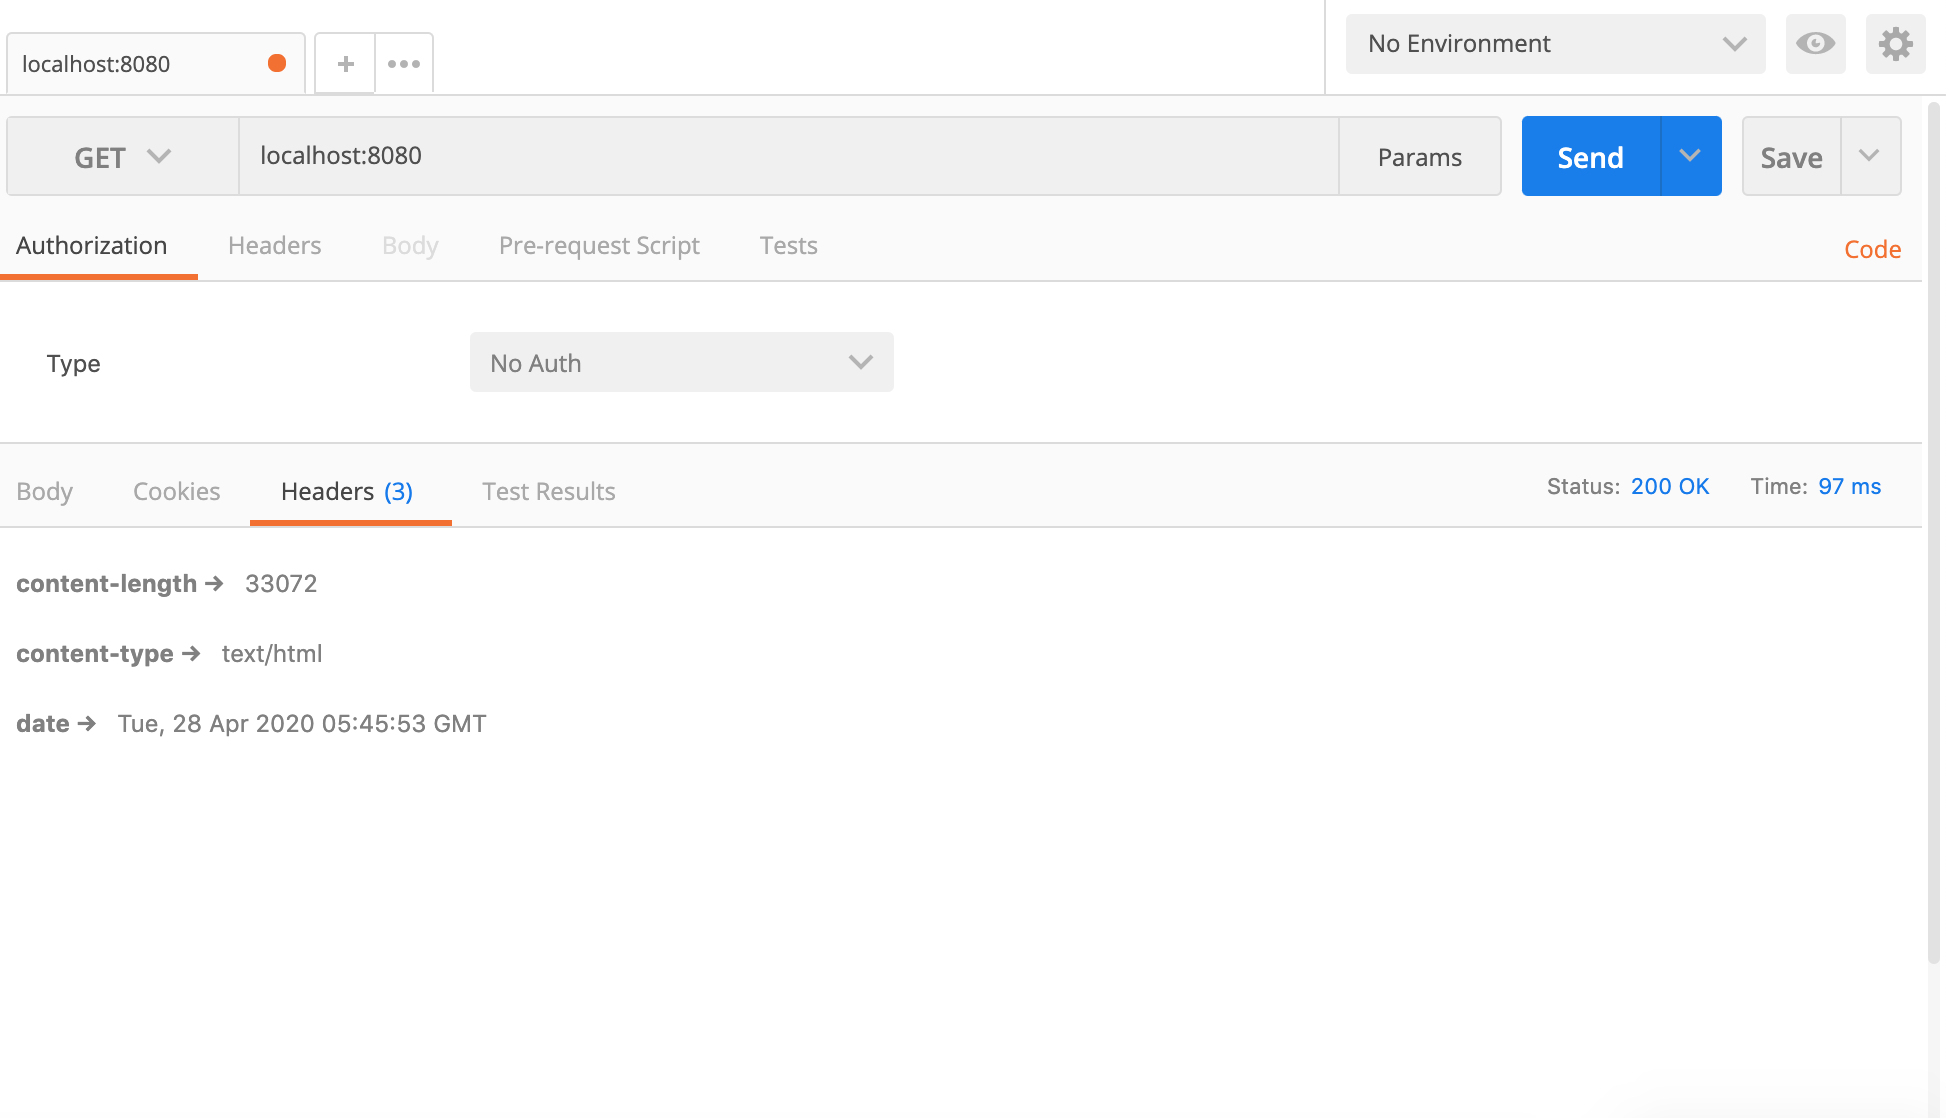 localhost:8080
No Environment
GET localhost:8080 Params Send Save
Authorization Headers Body Pre-request Script Tests Code
Type No Auth
Body Cookies Headers (3) Test Results Status: 200 OK Time: 97 ms
content-length → 33072
content-type → text/html
date → Tue, 28 Apr 2020 05:45:53 GMT